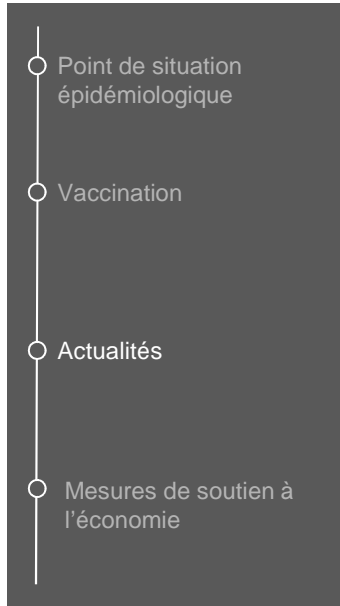 Point de situation
épidémiologique
Vaccination
Actualités
Mesures de soutien à
l’économie